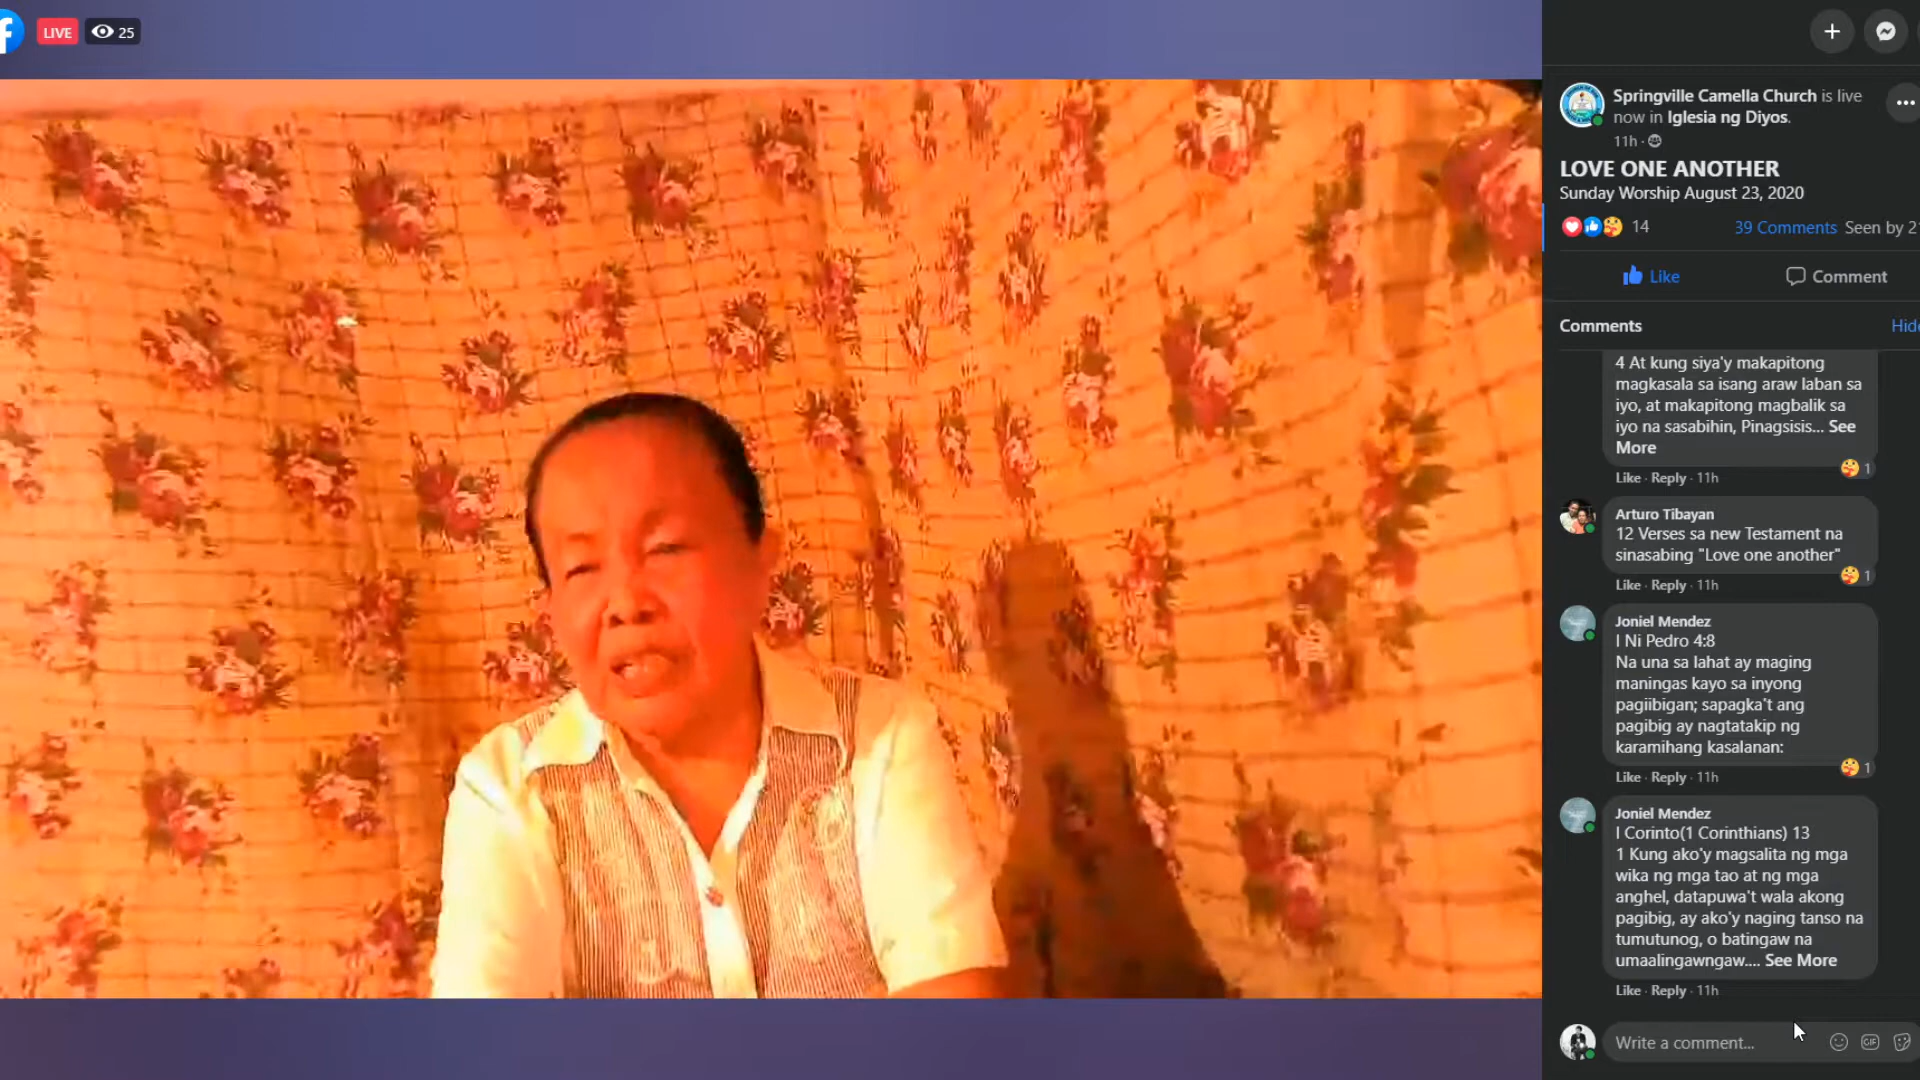 LIVE 25
Springville Camella Church is live
now in Iglesia ng Diyos.
11h ·
LOVE ONE ANOTHER
Sunday Worship August 23, 2020
14 39 Comments Seen by 21
Like Comment
Comments
4 At kung siya'y makapitong
magkasala sa isang araw laban sa
iyo, at makapitong magbalik sa
iyo na sasabihin, Pinagsisis... See
More
1
Like · Reply · 11h
Arturo Tibayan
12 Verses sa new Testament na
sinasabing "Love one another"
1
Like · Reply · 11h
Joniel Mendez
I Ni Pedro 4:8
Na una sa lahat ay maging
maningas kayo sa inyong
pagiibigan; sapagka't ang
pagibig ay nagtatakip ng
karamihang kasalanan:
1
Like · Reply · 11h
Joniel Mendez
I Corinto(1 Corinthians) 13
1 Kung ako'y magsalita ng mga
wika ng mga tao at ng mga
anghel, datapuwa't wala akong
pagibig, ay ako'y naging tanso na
tumutunog, o batingaw na
umaalingawngaw.... See More
Like · Reply · 11h
Write a comment...
GIF